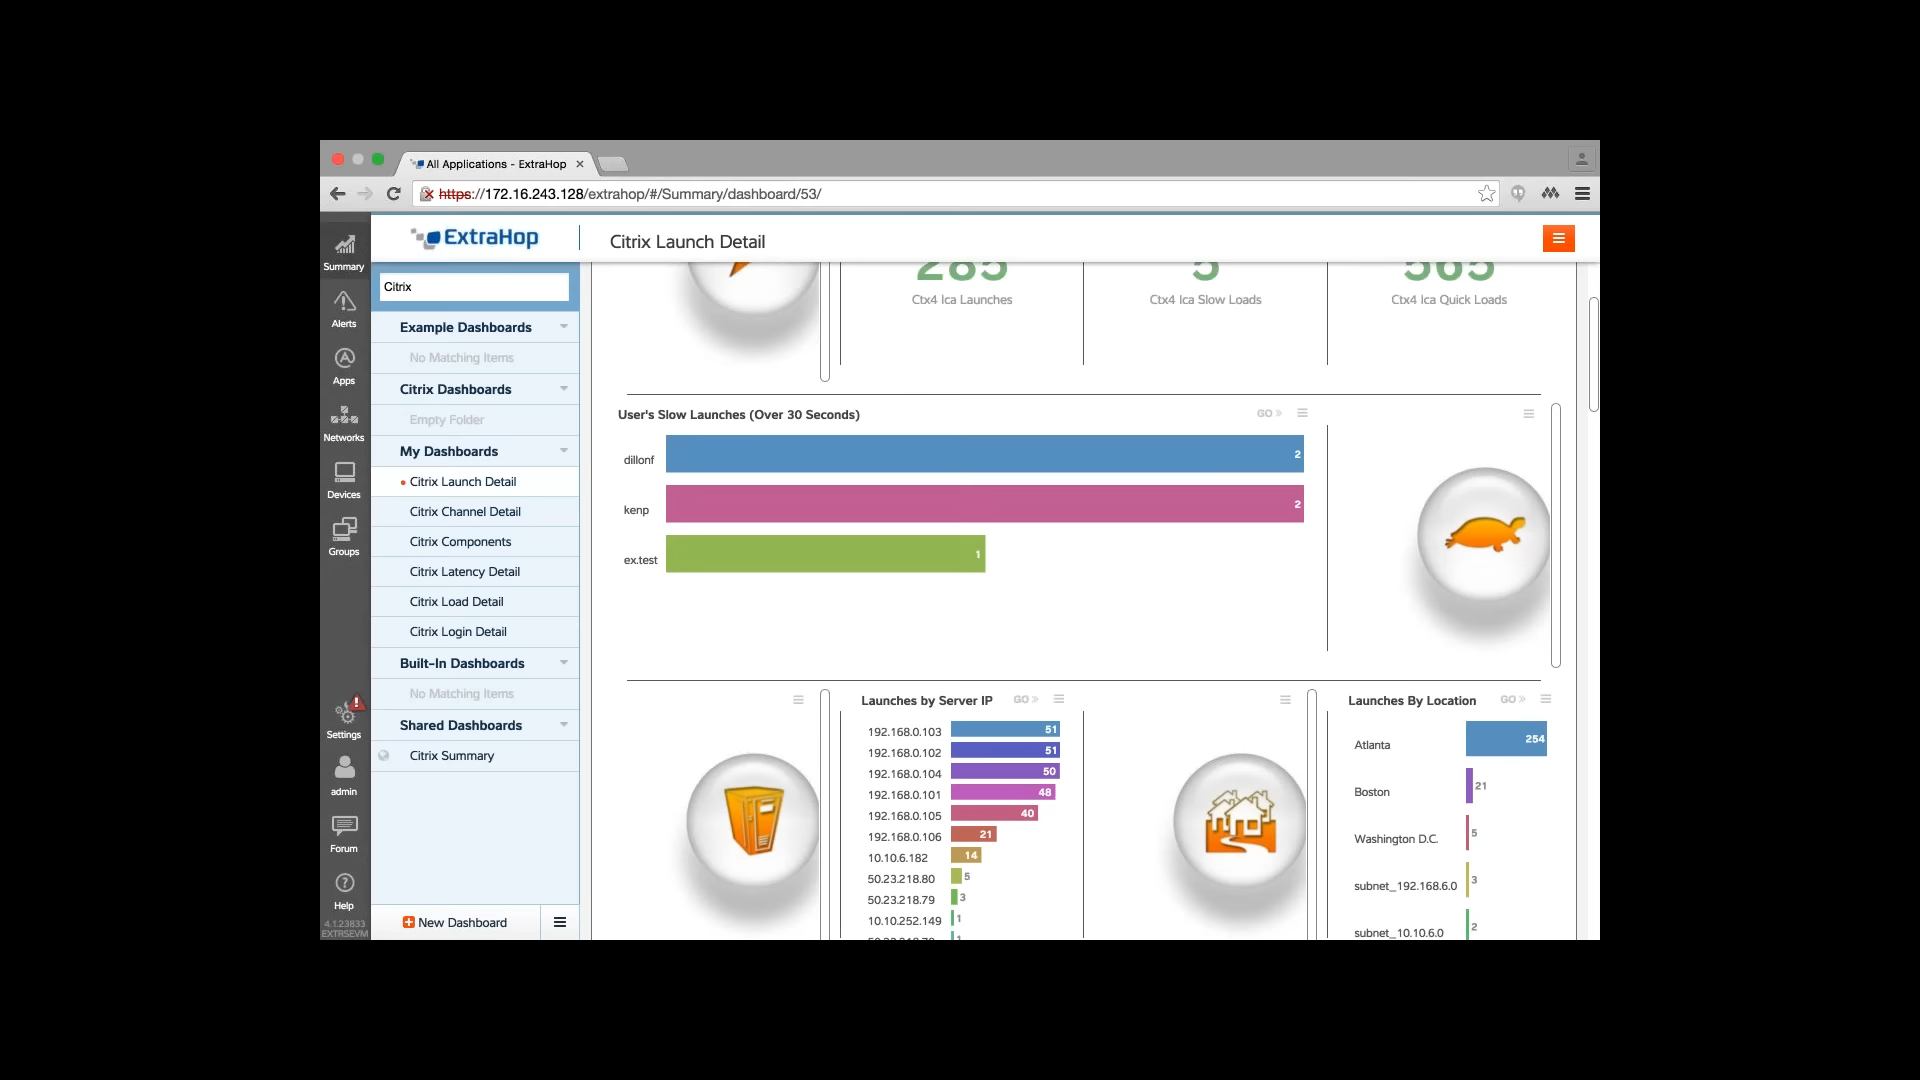 All Applications - ExtraHop
https://172.16.243.128/extrahop/#/Summary/dashboard/53/
ExtraHop
Citrix Launch Detail
Summary
Alerts
Apps
Networks
Devices
Groups
Settings
admin
Forum
Help
4.1.23833
EXTRSEVM
Citrix
Example Dashboards
No Matching Items
Citrix Dashboards
Empty Folder
My Dashboards
Citrix Launch Detail
Citrix Channel Detail
Citrix Components
Citrix Latency Detail
Citrix Load Detail
Citrix Login Detail
Built-In Dashboards
No Matching Items
Shared Dashboards
Citrix Summary
New Dashboard
285
Ctx4 Ica Launches
5
Ctx4 Ica Slow Loads
565
Ctx4 Ica Quick Loads
User's Slow Launches (Over 30 Seconds)
GO »
dillonf 2
kenp 2
ex.test 1
Launches by Server IP GO »
192.168.0.103 51
192.168.0.102 51
192.168.0.104 50
192.168.0.101 48
192.168.0.105 40
192.168.0.106 21
10.10.6.182 14
50.23.218.80 5
50.23.218.79 3
10.10.252.149 1
Launches By Location GO »
Atlanta 254
Boston 21
Washington D.C. 5
subnet_192.168.6.0 3
subnet_10.10.6.0 2